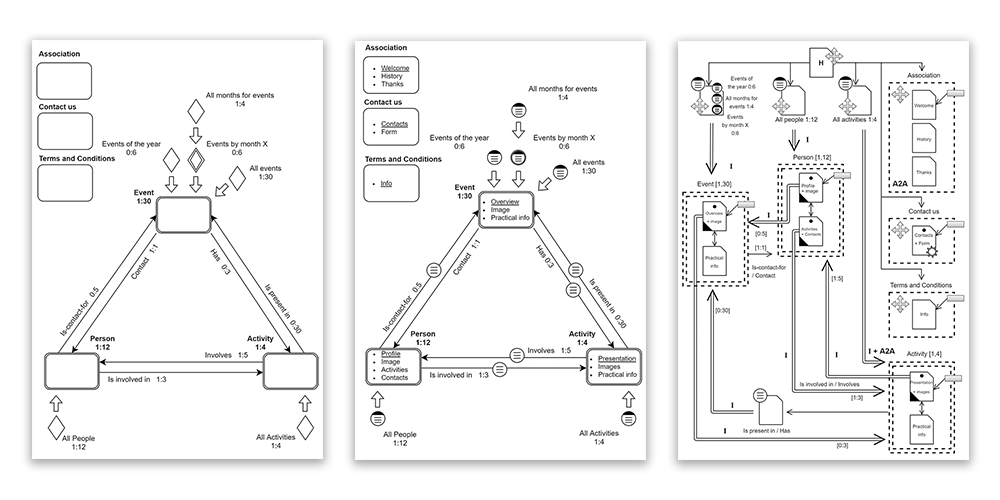 Association
Contact us
Terms and Conditions
All months for events
1:4
Events of the year
0:6
Events by month X
0:6
All events
1:30
Event
1:30
Contact 1:1
Is-contact-for 0:5
Has 0:3
Is present in 0:30
Person
1:12
Activity
1:4
Involves 1:5
Is involved in 1:3
All People
1:12
All Activities
1:4
Association
• Welcome
• History
• Thanks
Contact us
• Contacts
• Form
Terms and Conditions
• Info
All months for events
1:4
Events of the year
0:6
Events by month X
0:6
All events
1:30
Event
1:30
• Overview
• Image
• Practical info
Contact 1:1
Is-contact-for 0:5
Has 0:3
Is present in 0:30
Person
1:12
• Profile
• Image
• Activities
• Contacts
Activity
1:4
• Presentation
• Images
• Practical info
Involves 1:5
Is involved in 1:3
All People
1:12
All Activities
1:4
H
Events of
the year 0:6
All months for
events 1:4
Events
by month X
0:6
All people 1:12
All activities 1:4
Association
Welcome
History
Thanks
A2A
I
I
Person [1,12]
Profile
+ image
Activities
+ Contacts
Event [1,30]
Overview
+ image
Practical
info
I
[0:5]
[1:1]
Is-contact-for
/ Contact
Contact us
Contacts
+ Form
[1:5]
Terms and Conditions
Info
[0:30]
I
I
I + A2A
Activity [1,4]
Presentation
+ images
Practical
info
Is involved in / Involves
[1:3]
I
Is present in / Has
I
[0:3]